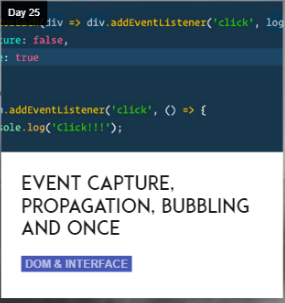 Day 25
(div => div.addEventListener('click', log
ture: false,
e: true
.addEventListener('click', () => {
sole.log('Click!!!');
EVENT CAPTURE,
PROPAGATION, BUBBLING
AND ONCE
DOM & INTERFACE